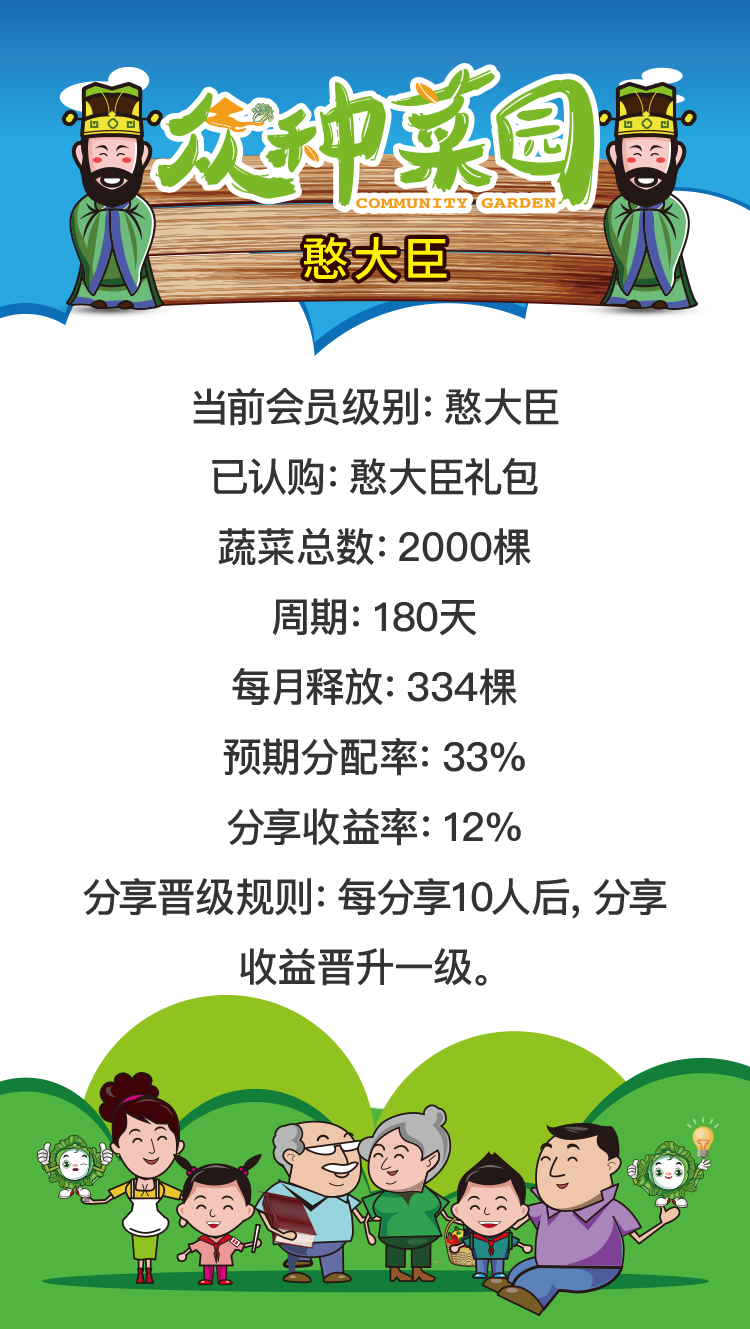 众种菜园
COMMUNITY GARDEN
憨大臣
当前会员级别：憨大臣
已认购：憨大臣礼包
蔬菜总数：2000棵
周期：180天
每月释放：334棵
预期分配率：33%
分享收益率：12%
分享晋级规则：每分享10人后，分享
收益晋升一级。